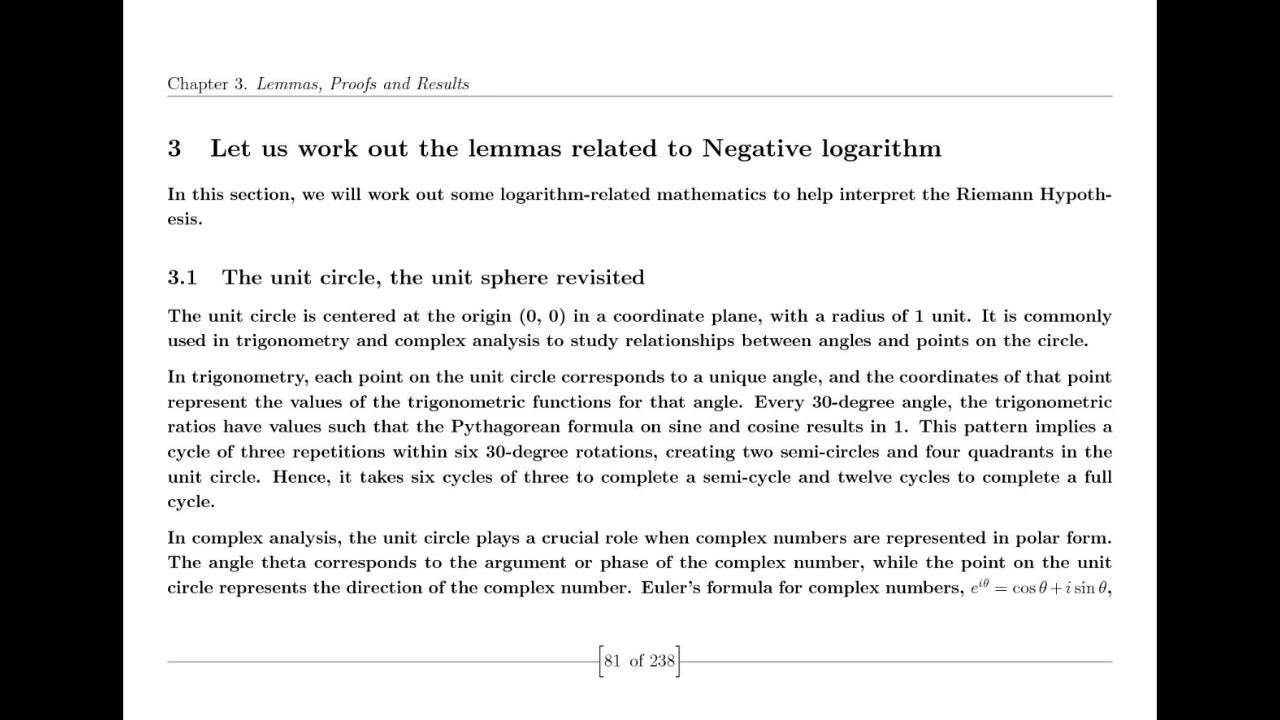 Chapter 3. Lemmas, Proofs and Results
3 Let us work out the lemmas related to Negative logarithm
In this section, we will work out some logarithm-related mathematics to help interpret the Riemann Hypoth-
esis.
3.1 The unit circle, the unit sphere revisited
The unit circle is centered at the origin (0, 0) in a coordinate plane, with a radius of 1 unit. It is commonly
used in trigonometry and complex analysis to study relationships between angles and points on the circle.
In trigonometry, each point on the unit circle corresponds to a unique angle, and the coordinates of that point
represent the values of the trigonometric functions for that angle. Every 30-degree angle, the trigonometric
ratios have values such that the Pythagorean formula on sine and cosine results in 1. This pattern implies a
cycle of three repetitions within six 30-degree rotations, creating two semi-circles and four quadrants in the
unit circle. Hence, it takes six cycles of three to complete a semi-cycle and twelve cycles to complete a full
cycle.
In complex analysis, the unit circle plays a crucial role when complex numbers are represented in polar form.
The angle theta corresponds to the argument or phase of the complex number, while the point on the unit
circle represents the direction of the complex number. Euler's formula for complex numbers, e^{iθ} = cos θ + i sin θ,
[81 of 238]